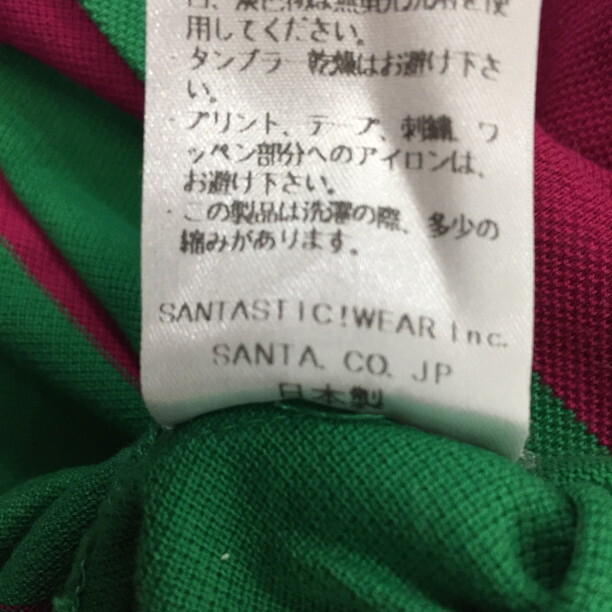 用してください。
・タンブラー乾燥はお避け下さ
い。
・プリント、テープ、刺繍、ワ
ッペン部分へのアイロンは、
お避け下さい。
・この製品は洗濯の際、多少の
縮みがあります。
SANTASTIC!WEAR Inc.
SANTA. CO. JP
日本製